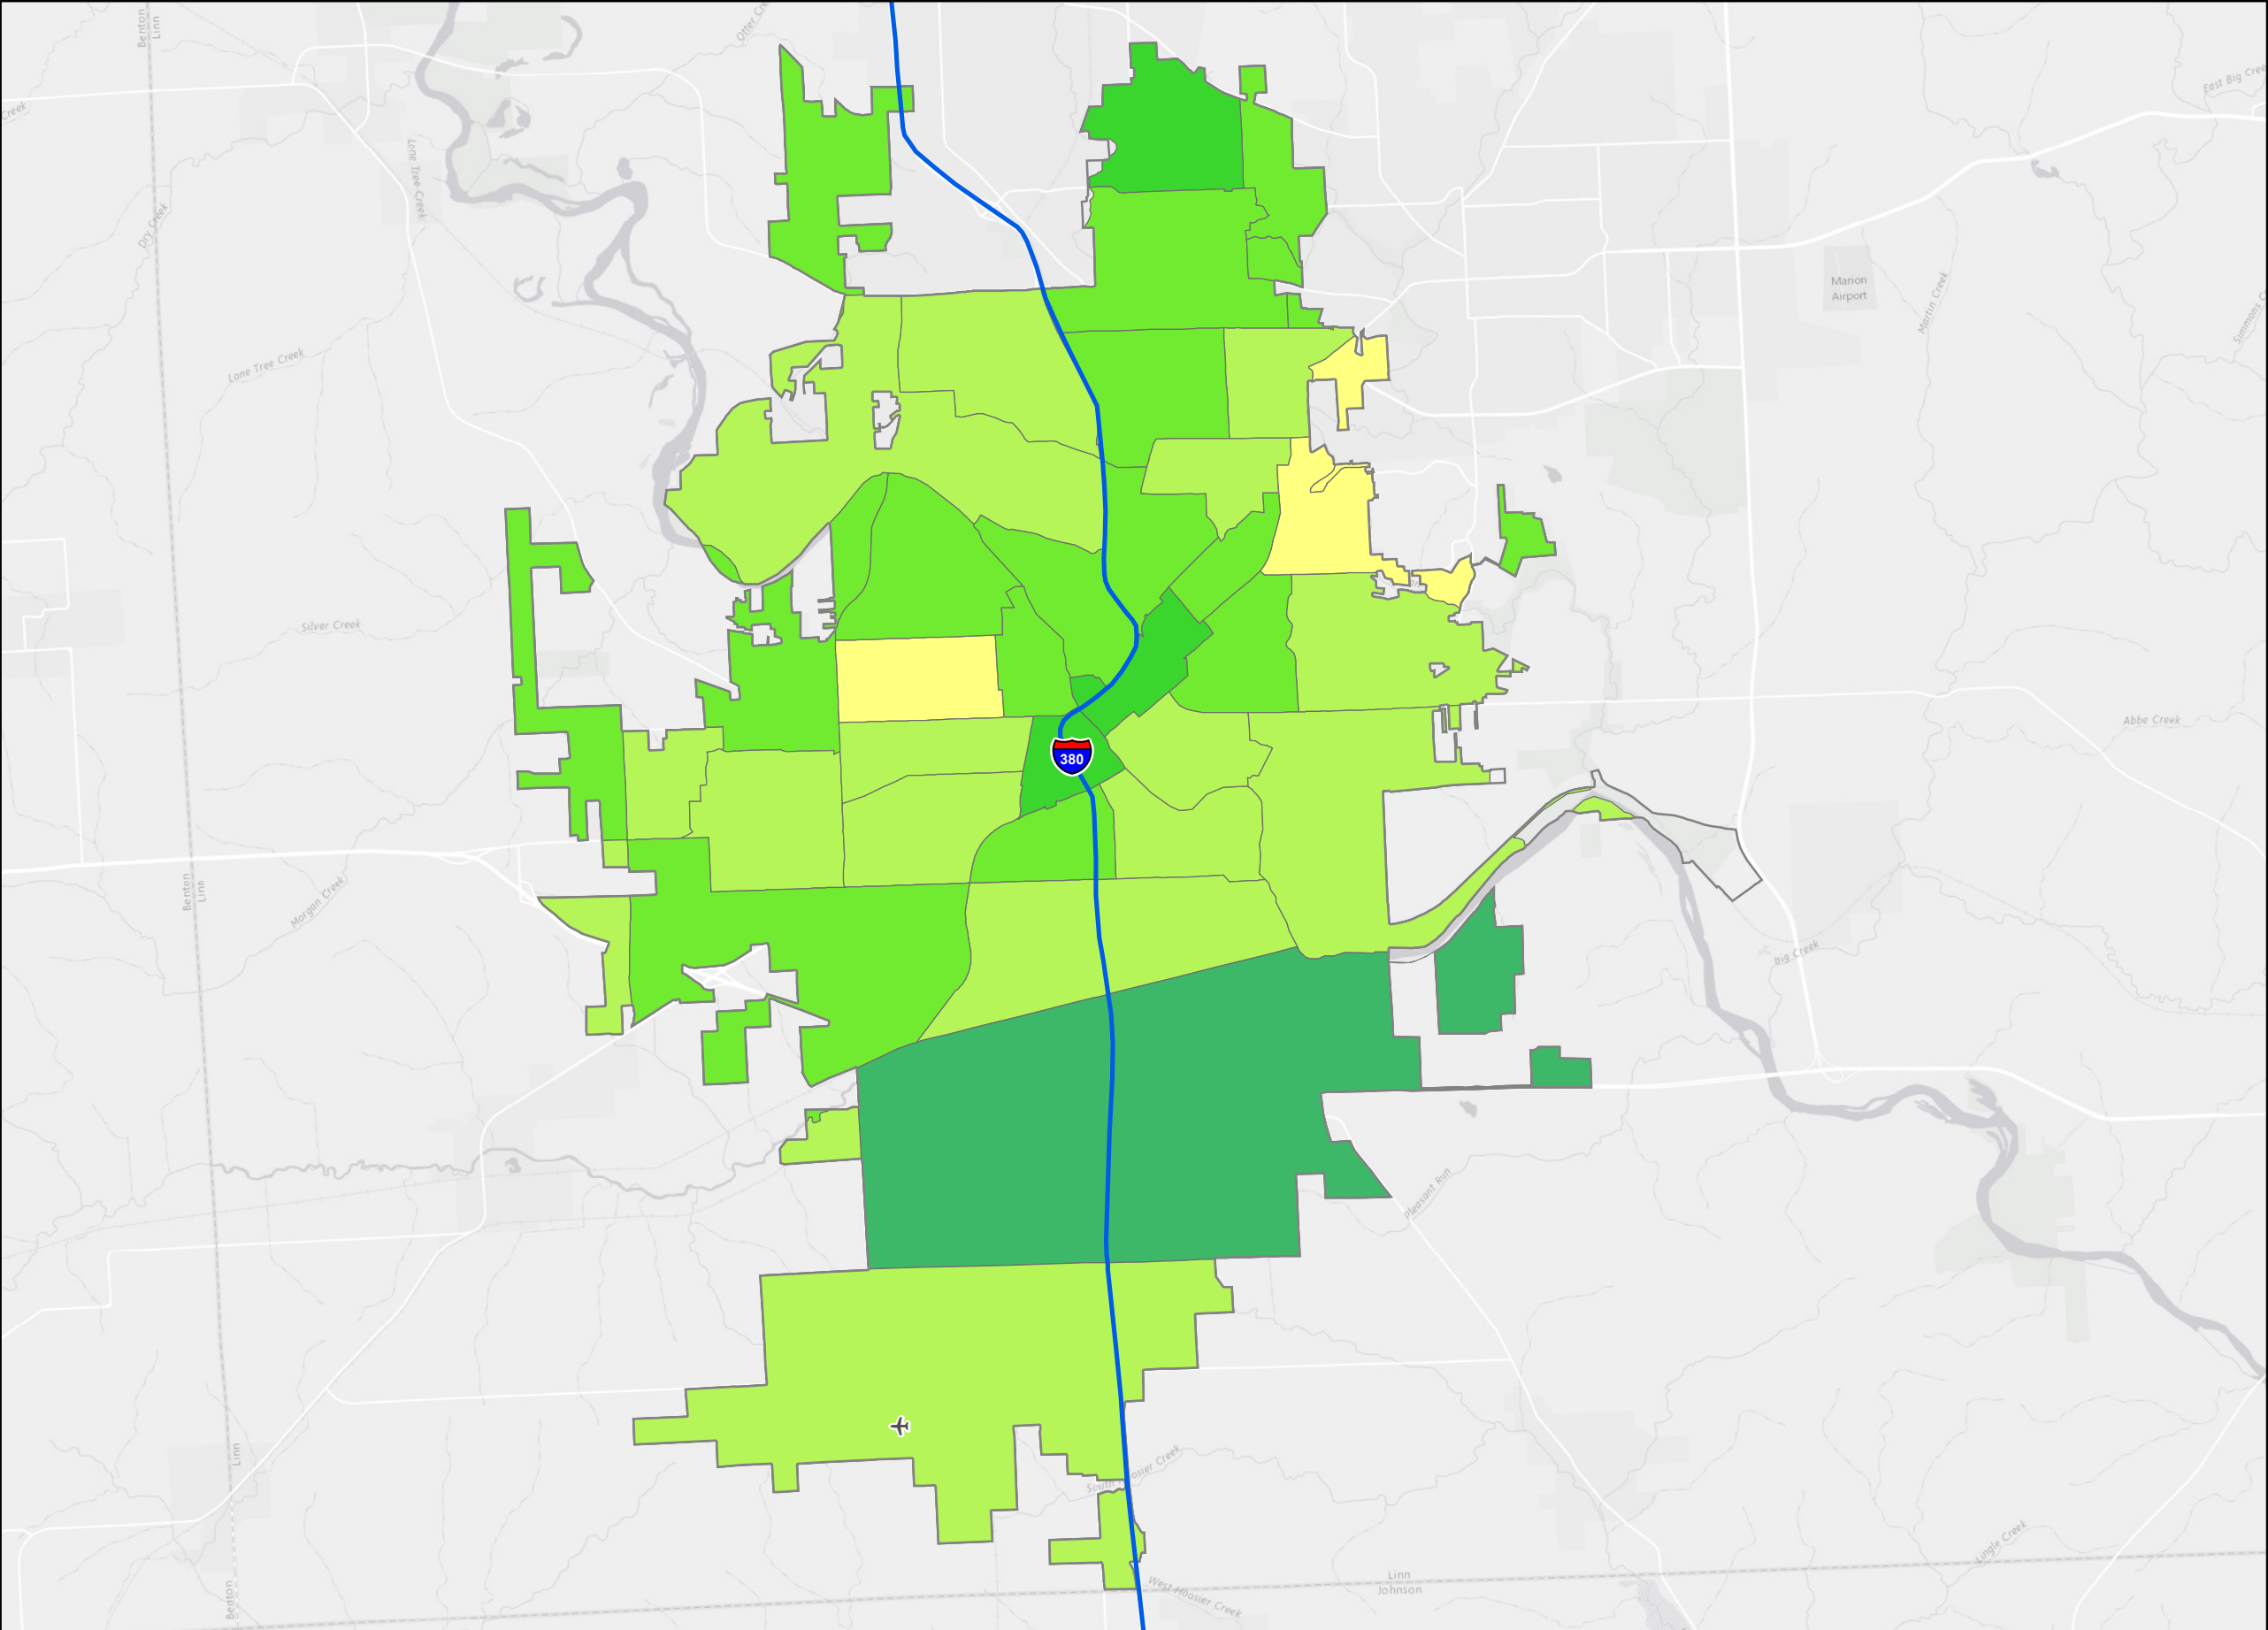 Benton
Linn
Otter Cre
East Big Cree
Creek
Lone Tree Creek
Dry Creek
Marion
Airport
Martin Creek
Simmons C
Lone Tree Creek
Silver Creek
Abbe Creek
380
Benton
Linn
Morgan Creek
Big Creek
Pleasant Run
Linn
South Hoosier Creek
Benton
West Hoosier Creek
Linn
Johnson
Lingle Creek